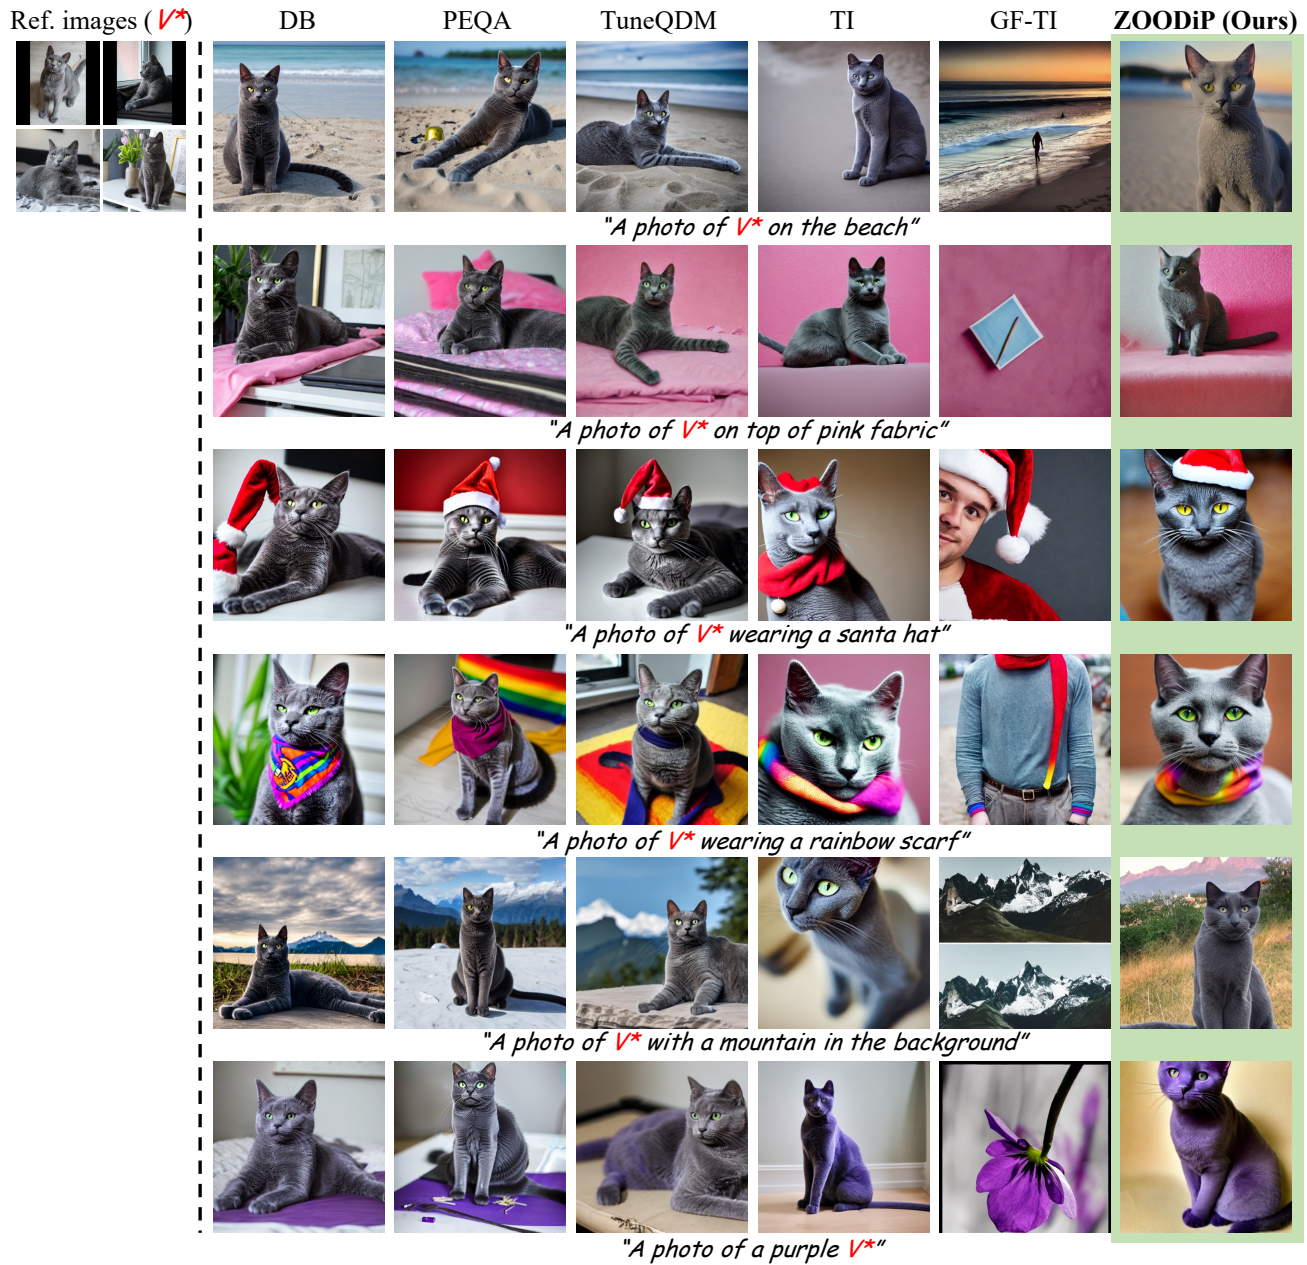 Ref. images (V*) DB PEQA TuneQDM TI GF-TI ZOODiP (Ours)
"A photo of V* on the beach"
"A photo of V* on top of pink fabric"
"A photo of V* wearing a santa hat"
"A photo of V* wearing a rainbow scarf"
"A photo of V* with a mountain in the background"
"A photo of a purple V*"